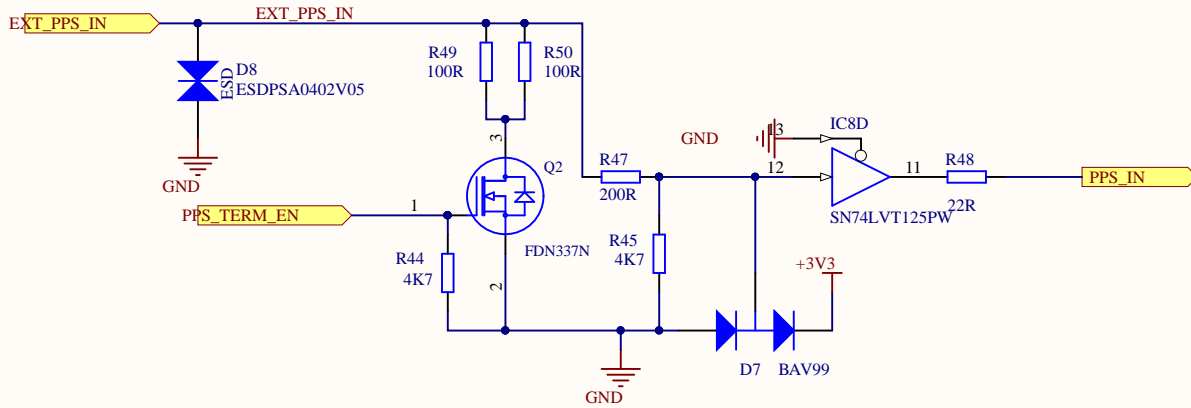 EXT_PPS_IN
EXT_PPS_IN
D8
ESD
ESDPSA0402V05
GND
R49
100R
R50
100R
3
Q2
PPS_TERM_EN
1
FDN337N
R44
4K7
2
R47
200R
GND
13
IC8D
12
11
R48
22R
PPS_IN
SN74LVT125PW
R45
4K7
+3V3
D7
BAV99
GND